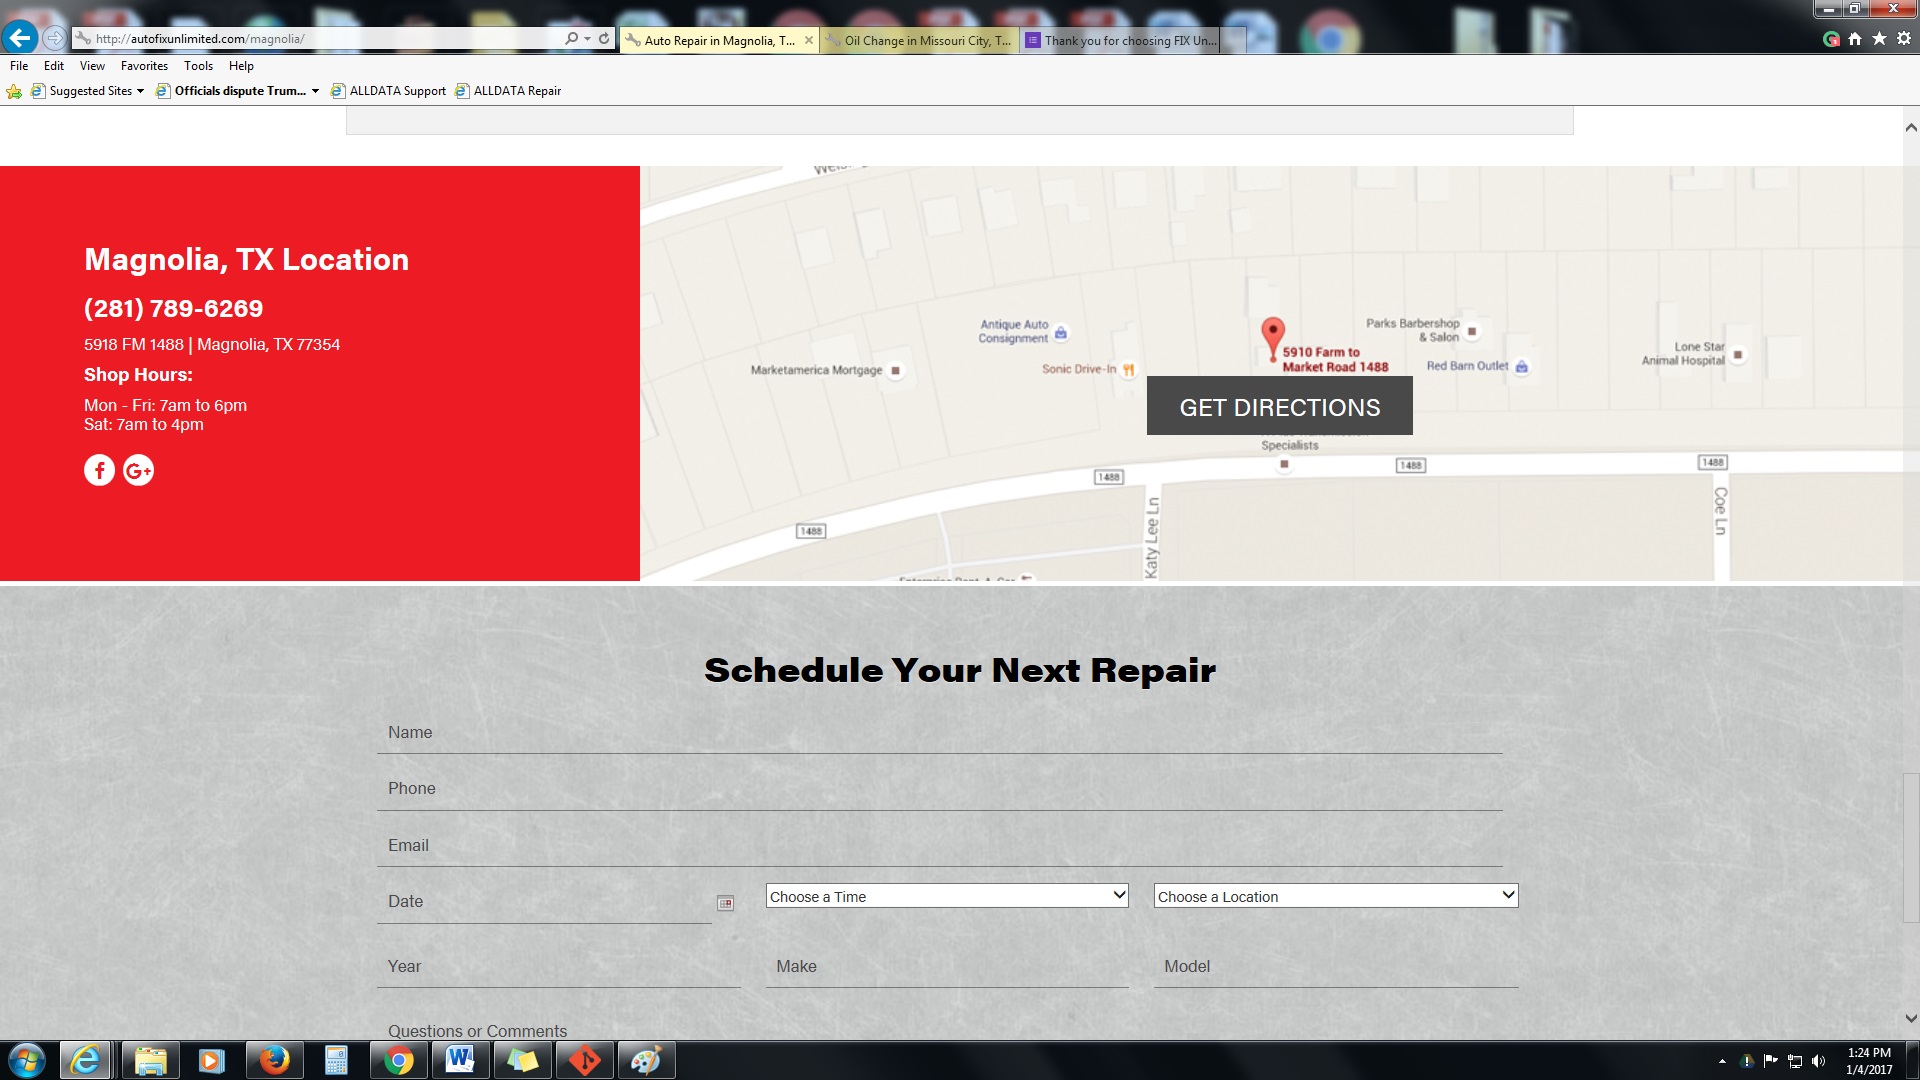 http://autofixunlimited.com/magnolia/
Auto Repair in Magnolia, T...
Oil Change in Missouri City, T...
Thank you for choosing FIX Un...
File Edit View Favorites Tools Help
Suggested Sites
Officials dispute Trum...
ALLDATA Support
ALLDATA Repair
Magnolia, TX Location
(281) 789-6269
5918 FM 1488 | Magnolia, TX 77354
Shop Hours:
Mon - Fri: 7am to 6pm
Sat: 7am to 4pm
f G+
Antique Auto
Consignment
Marketamerica Mortgage
Sonic Drive-In
5910 Farm to
Market Road 1488
Parks Barbershop
& Salon
Red Barn Outlet
Lone Star
Animal Hospital
GET DIRECTIONS
Specialists
1488
1488
1488
1488
Katy Lee Ln
Coe Ln
Schedule Your Next Repair
Name
Phone
Email
Date
Choose a Time
Choose a Location
Year
Make
Model
Questions or Comments
1:24 PM
1/4/2017